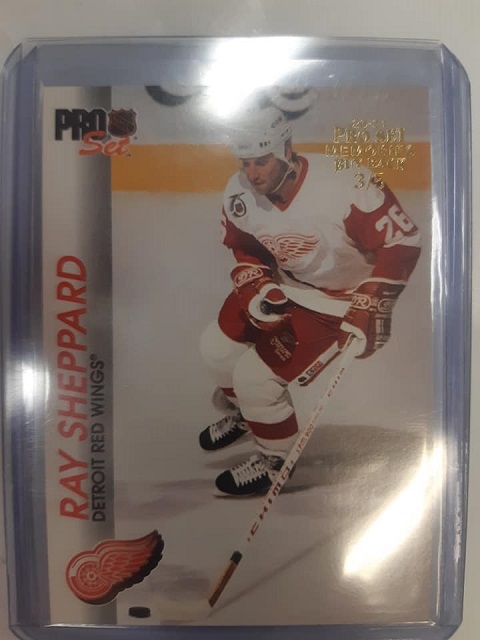 PRO
Set.
PRO SET
MEMORIES
BUY BACK
3/5
26
RAY SHEPPARD
DETROIT RED WINGS®